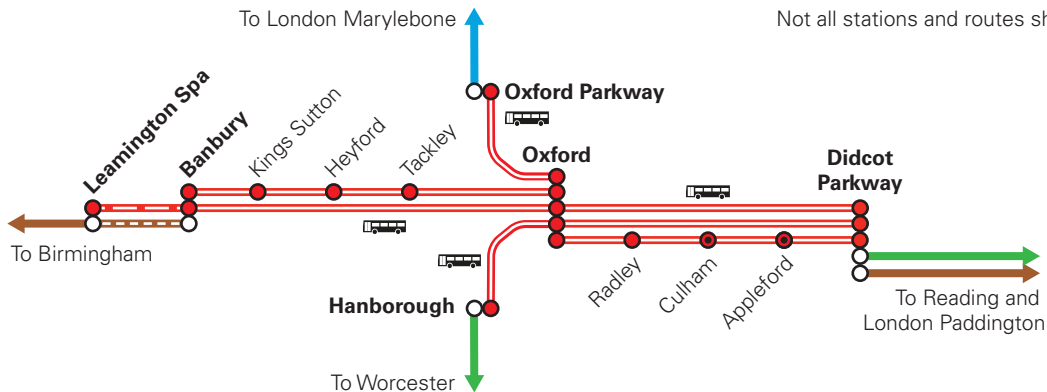 To London Marylebone
Not all stations and routes
Oxford Parkway
Leamington Spa
Banbury
Kings Sutton
Heyford
Tackley
Oxford
Didcot
Parkway
To Birmingham
Radley
Culham
Appleford
Hanborough
To Reading and
London Paddington
To Worcester